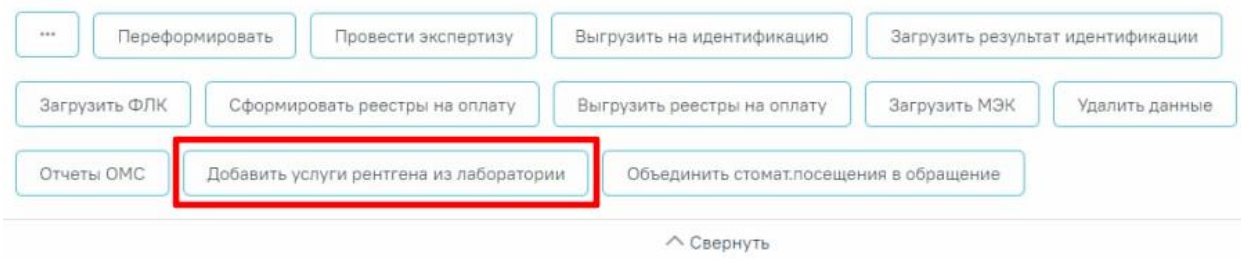 ... Переформировать Провести экспертизу Выгрузить на идентификацию Загрузить результат идентификации
Загрузить ФЛК Сформировать реестры на оплату Выгрузить реестры на оплату Загрузить МЭК Удалить данные
Отчеты ОМС Добавить услуги рентгена из лаборатории Объединить стомат.посещения в обращение
Свернуть